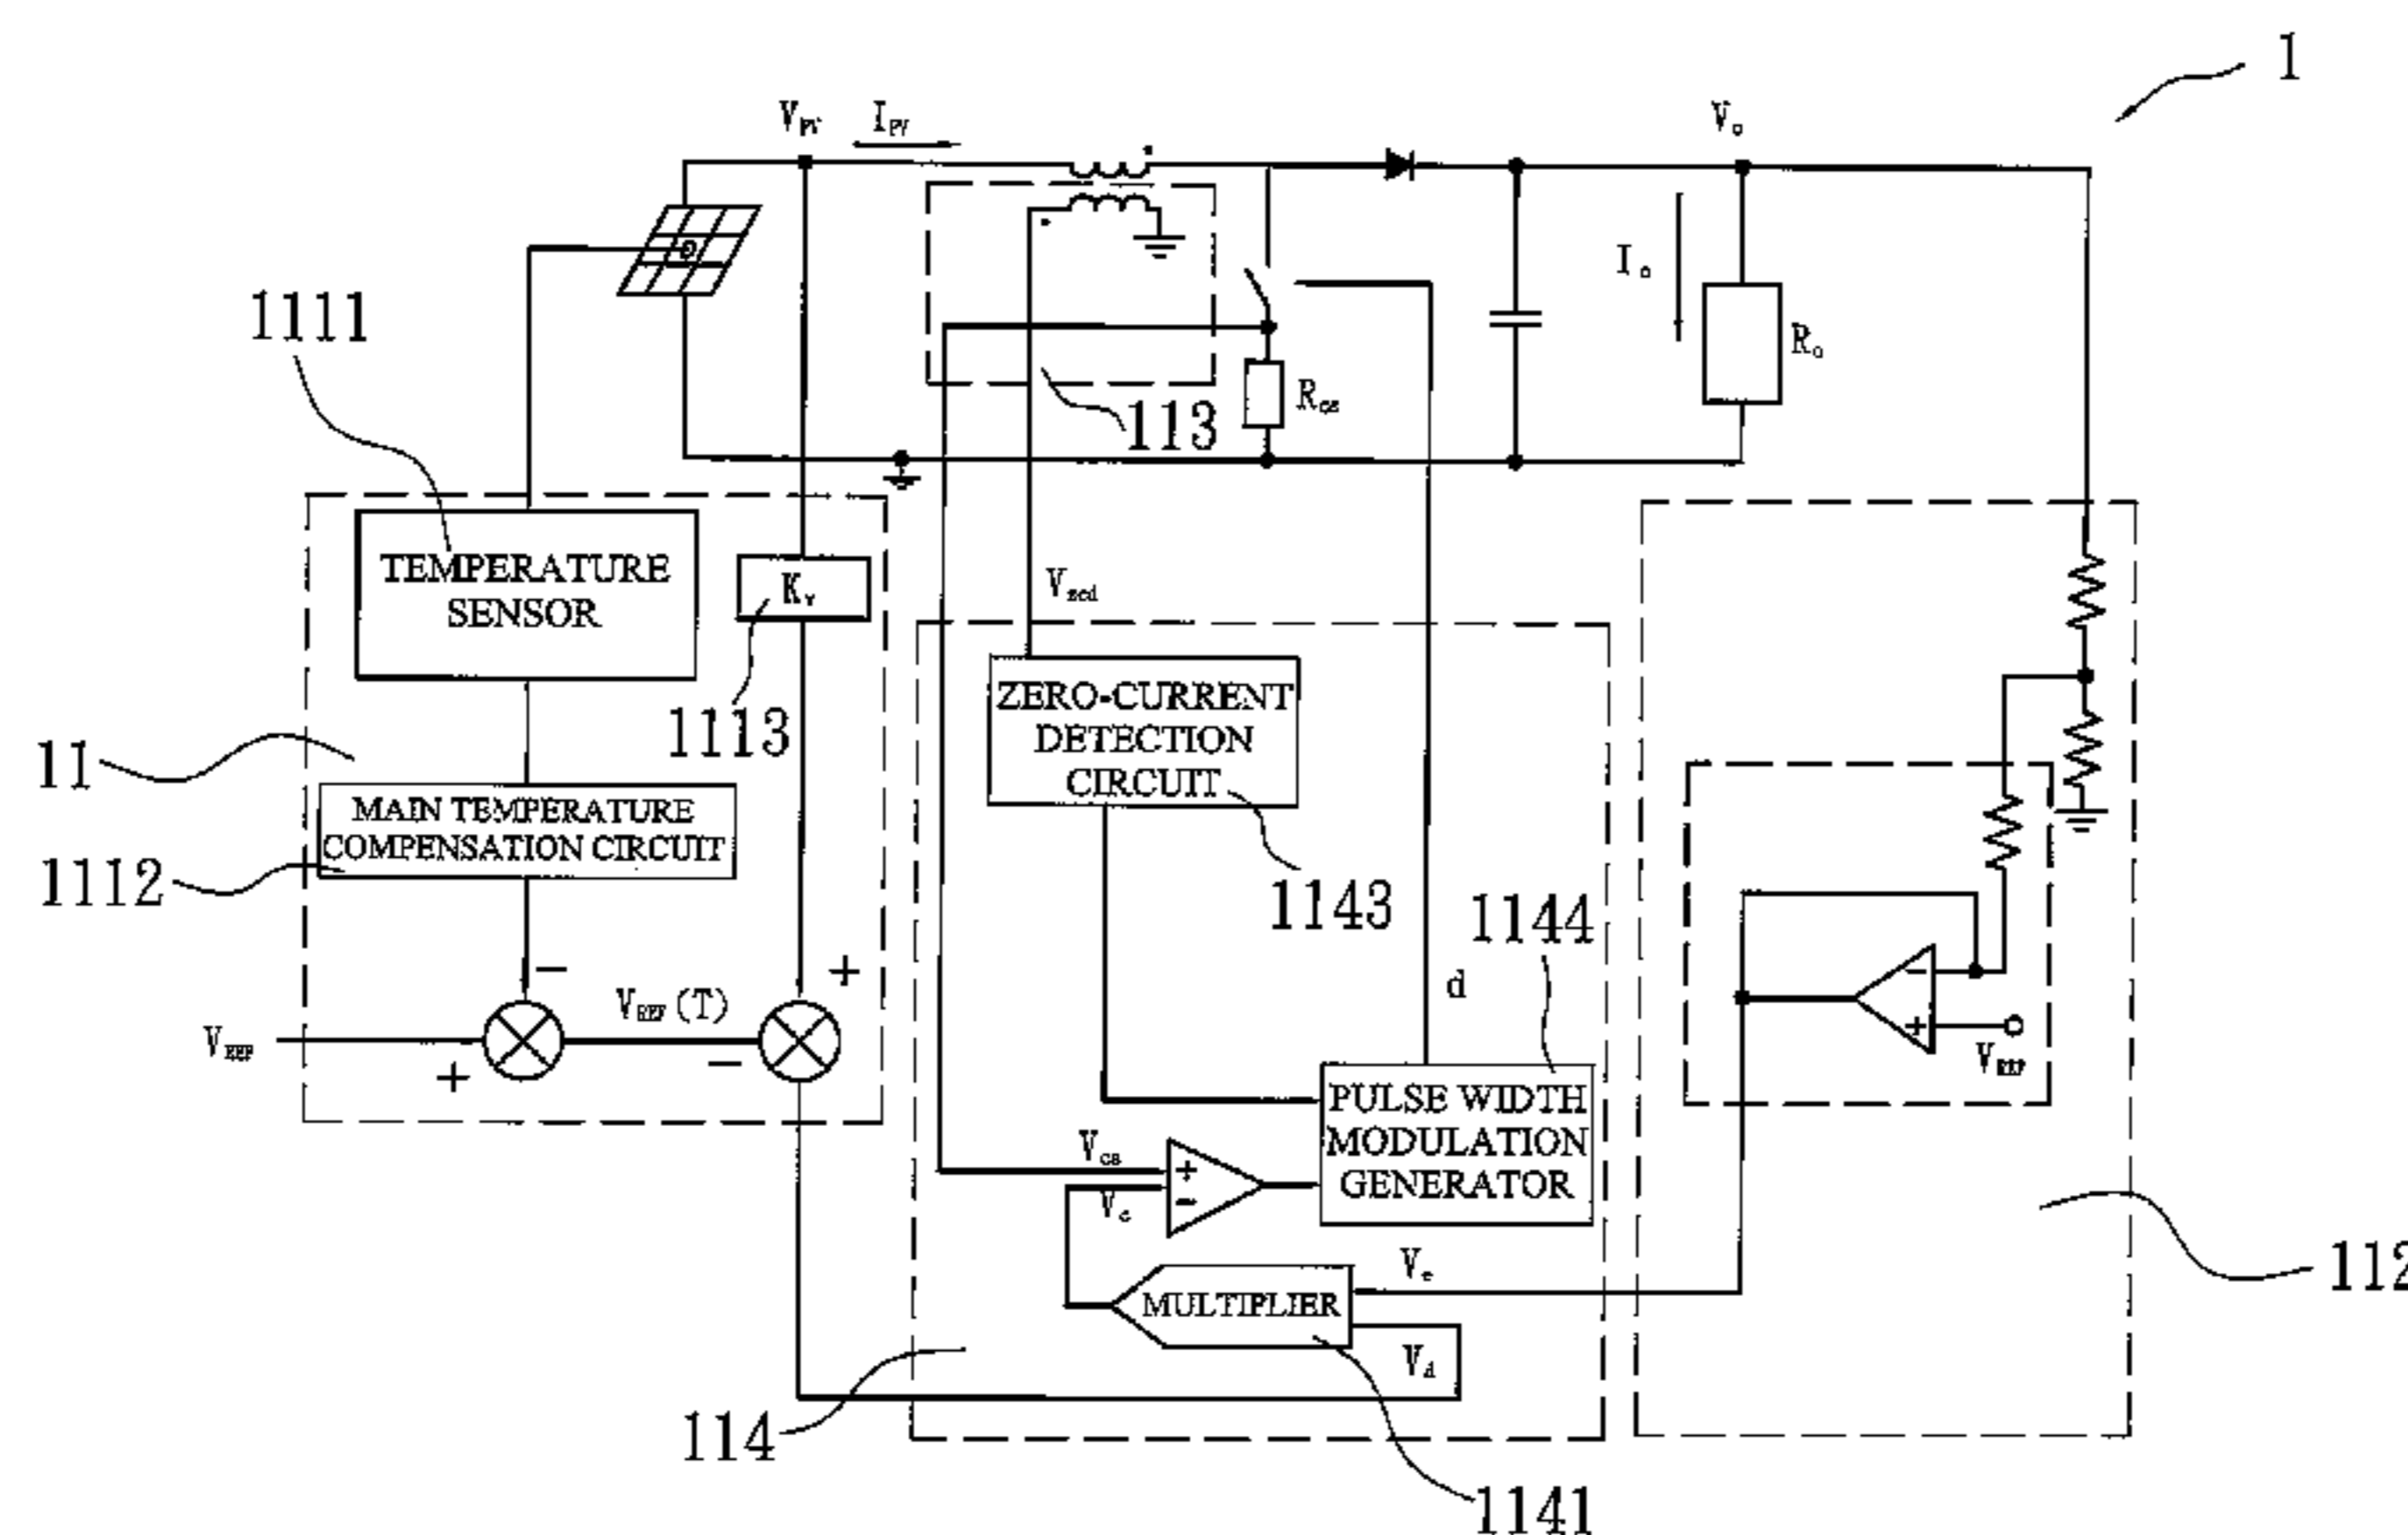 1
V_PV
I_PV
V_o
1111
I_o
R_o
R_cs
113
TEMPERATURE
SENSOR
K_v
V_zcd
1113
ZERO-CURRENT
DETECTION
CIRCUIT
11
MAIN TEMPERATURE
COMPENSATION CIRCUIT
1112
1143
1144
−
+
V_REF (T)
d
−
+
V_REF
+
−
V_REF
PULSE WIDTH
MODULATION
GENERATOR
V_cs
+
V_c
−
V_e
112
MULTIPLIER
V_d
114
1141